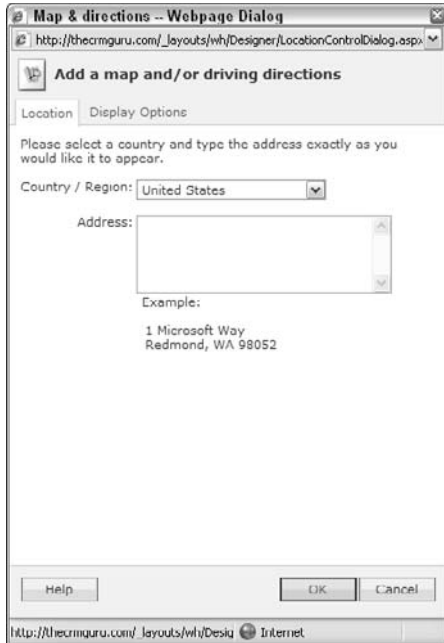 Map & directions -- Webpage Dialog
http://thecrmguru.com/_layouts/wh/Designer/LocationControlDialog.aspx
Add a map and/or driving directions
Location Display Options
Please select a country and type the address exactly as you
would like it to appear.
Country / Region: United States
Address:
Example:
1 Microsoft Way
Redmond, WA 98052
Help OK Cancel
http://thecrmguru.com/_layouts/wh/Desig Internet